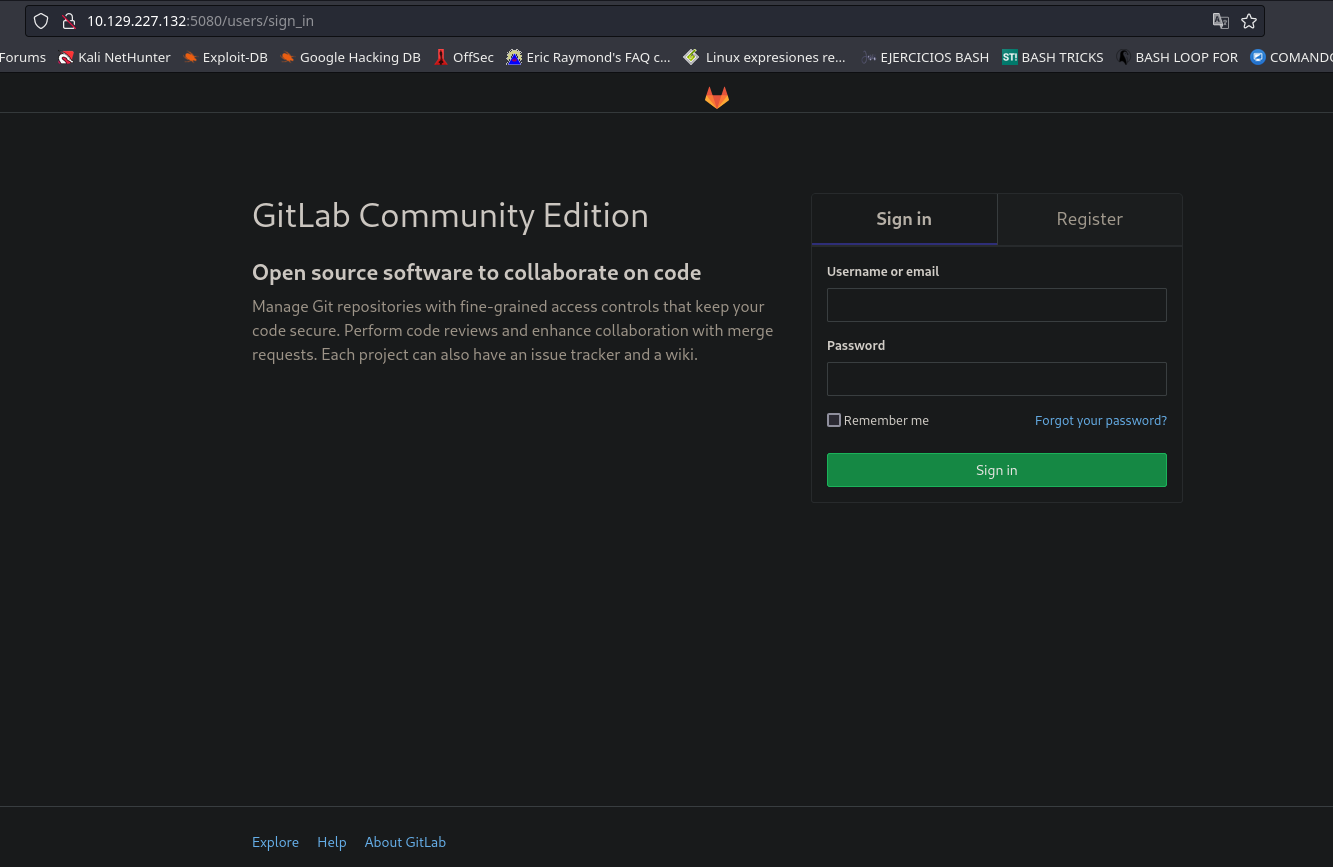 10.129.227.132:5080/users/sign_in
Forums Kali NetHunter Exploit-DB Google Hacking DB OffSec Eric Raymond's FAQ c... Linux expresiones re... EJERCICIOS BASH ST! BASH TRICKS BASH LOOP FOR COMANDO
GitLab Community Edition
Open source software to collaborate on code
Manage Git repositories with fine-grained access controls that keep your
code secure. Perform code reviews and enhance collaboration with merge
requests. Each project can also have an issue tracker and a wiki.
Sign in Register
Username or email
Password
Remember me Forgot your password?
Sign in
Explore Help About GitLab